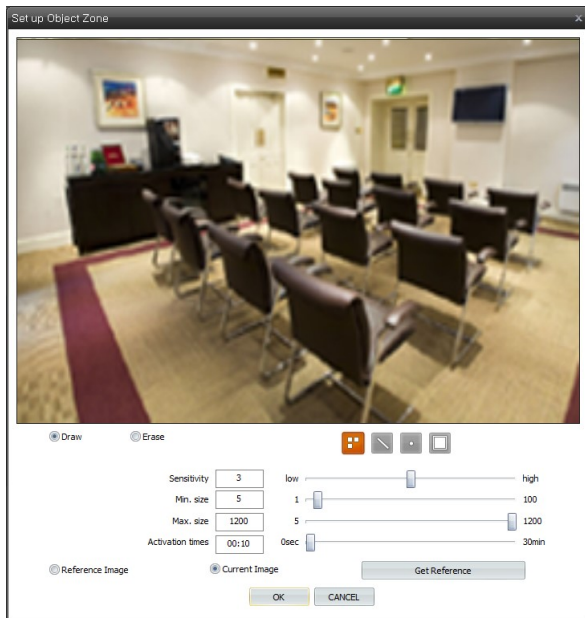 Set up Object Zone x
Draw Erase
Sensitivity 3 low high
Min. size 5 1 100
Max. size 1200 5 1200
Activation times 00:10 0sec 30min
Reference Image Current Image Get Reference
OK CANCEL